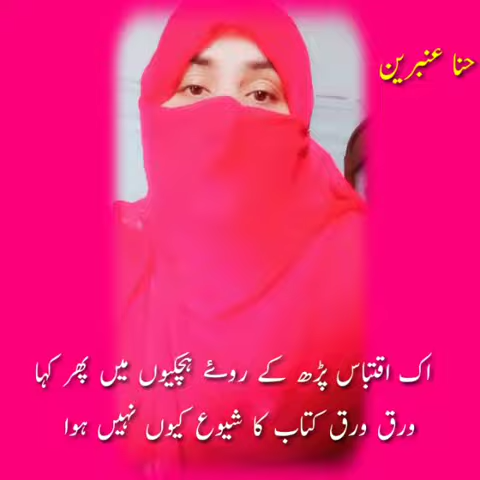 حنا عنبرین
اک اقتباس پڑھ کے روئے ہچکیوں میں پھر کہا
ورق ورق کتاب کا شیوع کیوں نہیں ہوا